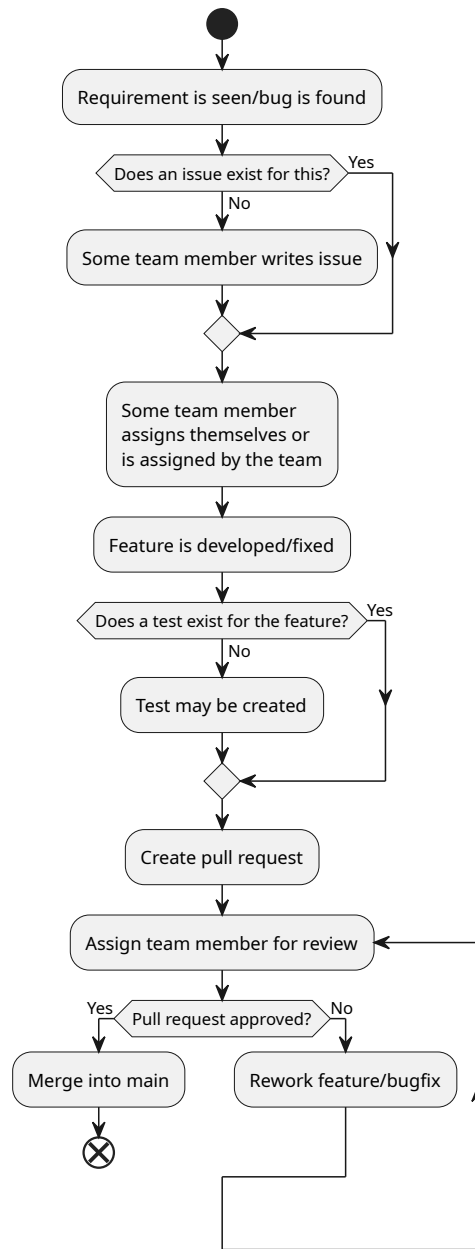 Requirement is seen/bug is found
Does an issue exist for this?
Yes
No
Some team member writes issue
Some team member
assigns themselves or
is assigned by the team
Feature is developed/fixed
Does a test exist for the feature?
Yes
No
Test may be created
Create pull request
Assign team member for review
Yes
Pull request approved?
No
Merge into main
Rework feature/bugfix